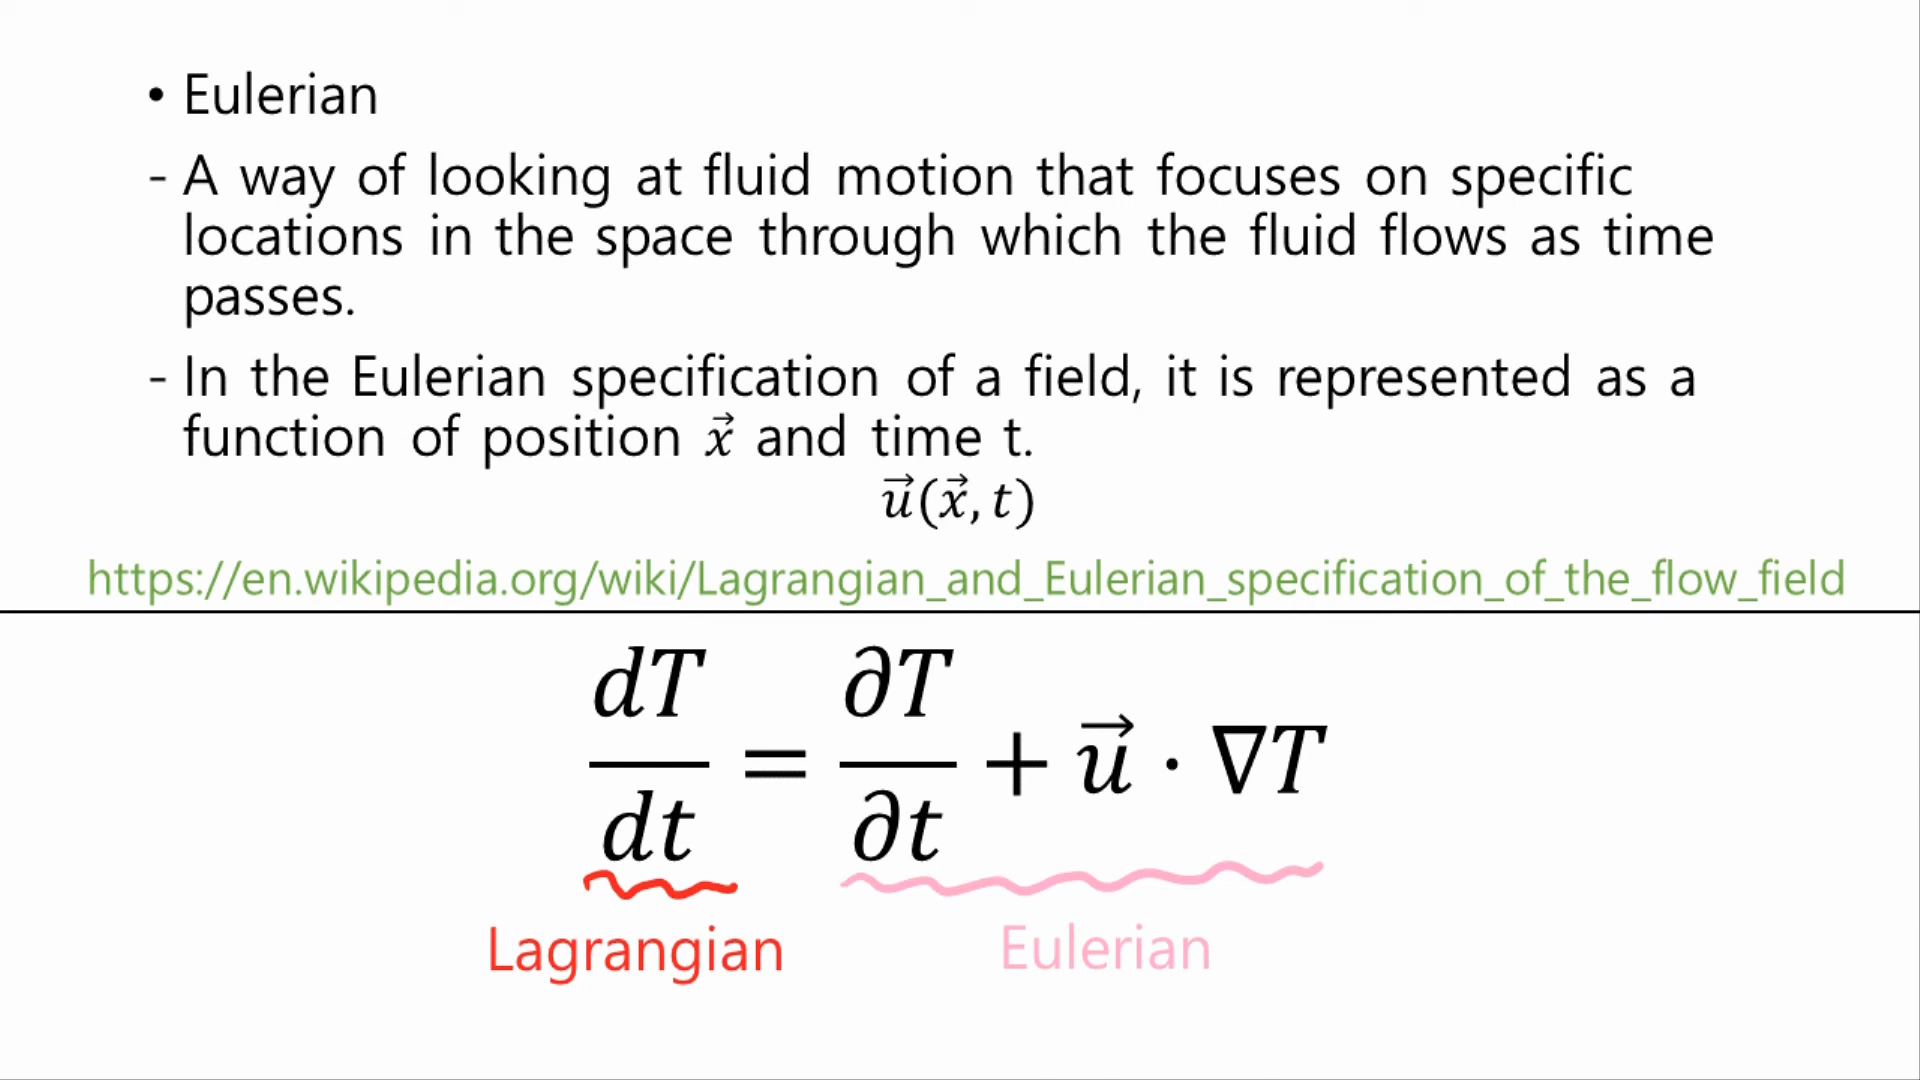 • Eulerian
- A way of looking at fluid motion that focuses on specific
locations in the space through which the fluid flows as time
passes.
- In the Eulerian specification of a field, it is represented as a
function of position x⃗ and time t.
u⃗(x⃗, t)
https://en.wikipedia.org/wiki/Lagrangian_and_Eulerian_specification_of_the_flow_field
dT/dt = ∂T/∂t + u⃗ · ∇T
Lagrangian Eulerian